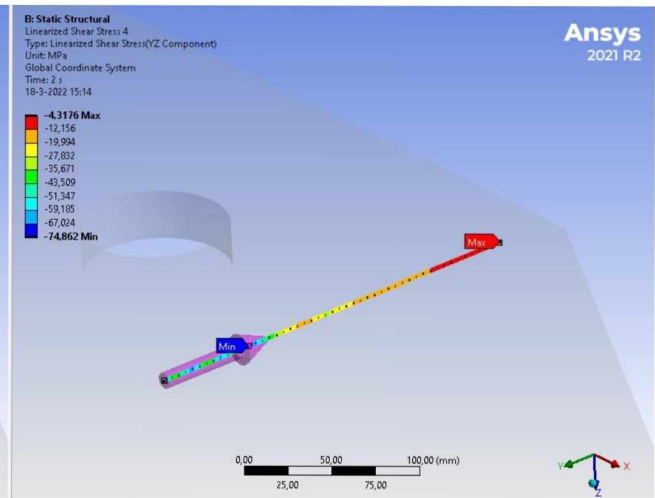 B: Static Structural
Linearized Shear Stress 4
Type: Linearized Shear Stress(YZ Component)
Unit: MPa
Global Coordinate System
Time: 2 s
18-3-2022 15:14
-4,3176 Max
-12,156
-19,994
-27,832
-35,671
-43,509
-51,347
-59,185
-67,024
-74,862 Min
Ansys
2021 R2
Max
Min
0,00 50,00 100,00 (mm)
25,00 75,00
Y X
Z